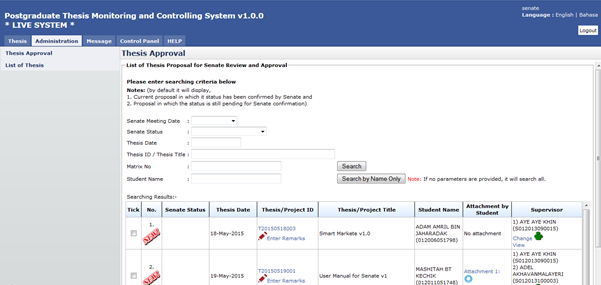 Postgraduate Thesis Monitoring and Controlling System v1.0.0
* LIVE SYSTEM *
senate
Language : English | Bahasa
Logout
Thesis Administration Message Control Panel HELP
Thesis Approval
List of Thesis
Thesis Approval
List of Thesis Proposal for Senate Review and Approval
Please enter searching criteria below
Notes: (by default it will display,
1. Current proposal in which it status has been confirmed by Senate and
2. Proposal in which the status is still pending for Senate confirmation)
Senate Meeting Date :
Senate Status :
Thesis Date :
Thesis ID / Thesis Title :
Matrix No : Search
Student Name : Search by Name Only Note: If no parameters are provided, it will search all.
Searching Results:-
Tick No. Senate Status Thesis Date Thesis/Project ID Thesis/Project Title Student Name Attachment by Student Supervisor
1.
NEW
18-May-2015
T20150518003
Enter Remarks
Smart Markete v1.0
ADAM AMRIL BIN
JAHARADAK
(012006051798)
No attachment
1) AYE AYE KHIN
(S012013090015)
Change
View
2.
NEW
19-May-2015
T20150519001
Enter Remarks
User Manual for Senate v1
MASHITAH BT
KECHIK
(012011051748)
Attachment 1:
1) AYE AYE KHIN
(S012013090015)
2) ADEL
AKHAVANMALAYERI
(S012013100003)